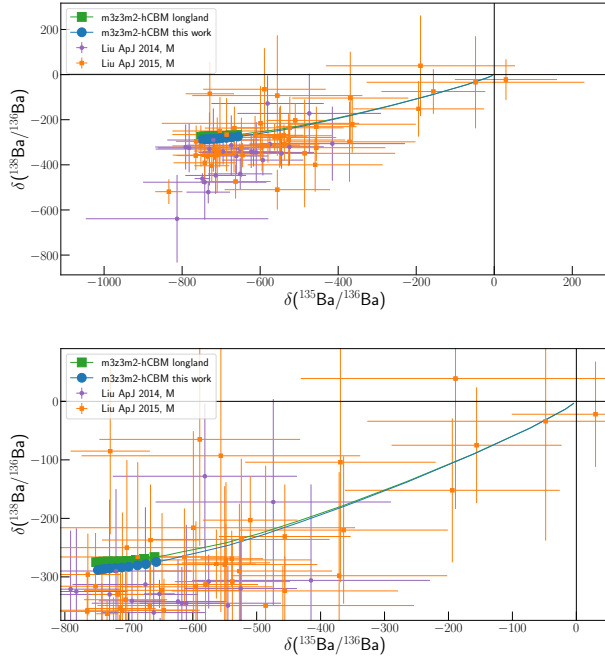 m3z3m2-hCBM longland
m3z3m2-hCBM this work
Liu ApJ 2014, M
Liu ApJ 2015, M
400
200
0
−200
−400
−600
−800
δ(¹³⁸Ba/¹³⁶Ba)
−1000 −800 −600 −400 −200 0 200
δ(¹³⁵Ba/¹³⁶Ba)
m3z3m2-hCBM longland
m3z3m2-hCBM this work
Liu ApJ 2014, M
Liu ApJ 2015, M
0
−100
−200
−300
δ(¹³⁸Ba/¹³⁶Ba)
−800 −700 −600 −500 −400 −300 −200 −100 0
δ(¹³⁵Ba/¹³⁶Ba)